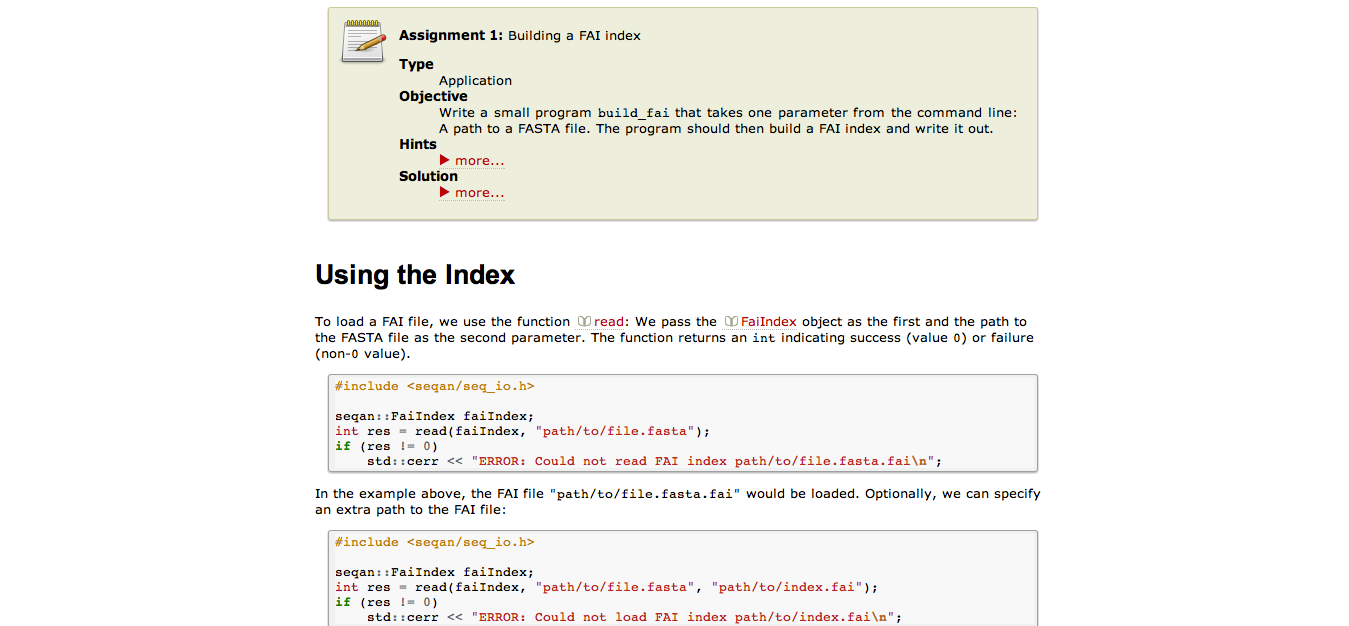 Assignment 1: Building a FAI index
Type
Application
Objective
Write a small program build_fai that takes one parameter from the command line:
A path to a FASTA file. The program should then build a FAI index and write it out.
Hints
more...
Solution
more...
Using the Index
To load a FAI file, we use the function read: We pass the FaiIndex object as the first and the path to
the FASTA file as the second parameter. The function returns an int indicating success (value 0) or failure
(non-0 value).
#include <seqan/seq_io.h>
seqan::FaiIndex faiIndex;
int res = read(faiIndex, "path/to/file.fasta");
if (res != 0)
    std::cerr << "ERROR: Could not read FAI index path/to/file.fasta.fai\n";
In the example above, the FAI file "path/to/file.fasta.fai" would be loaded. Optionally, we can specify
an extra path to the FAI file:
#include <seqan/seq_io.h>
seqan::FaiIndex faiIndex;
int res = read(faiIndex, "path/to/file.fasta", "path/to/index.fai");
if (res != 0)
    std::cerr << "ERROR: Could not load FAI index path/to/index.fai\n";